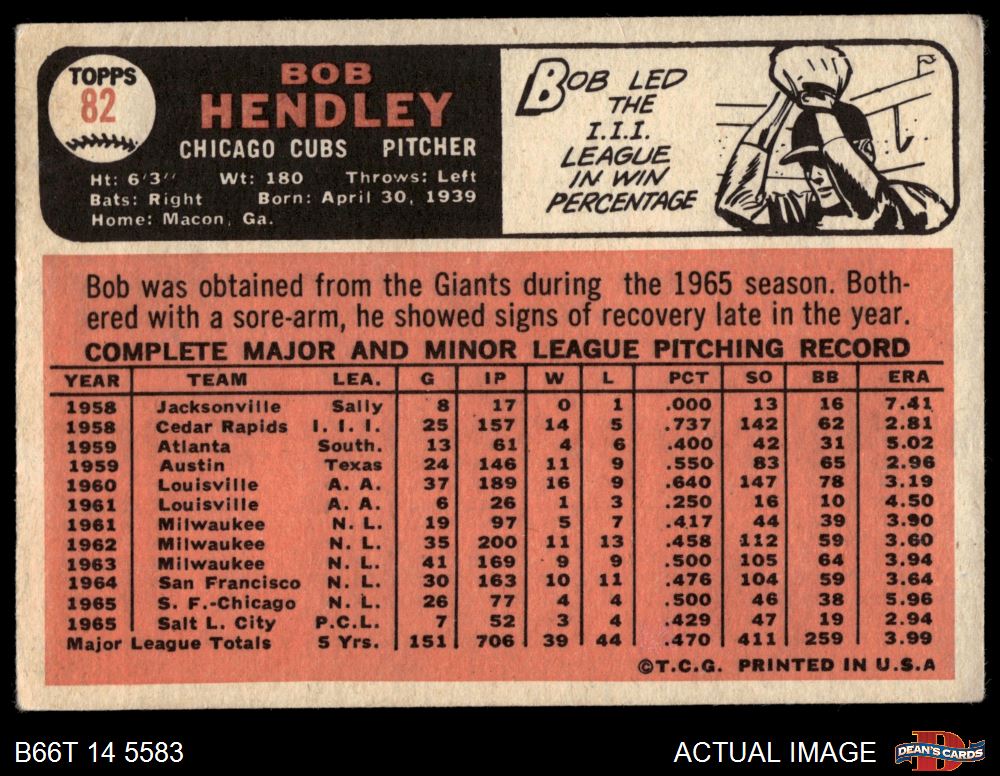 TOPPS
82
BOB
HENDLEY
CHICAGO CUBS PITCHER
Ht: 6'3" Wt: 180 Throws: Left
Bats: Right Born: April 30, 1939
Home: Macon, Ga.
BOB LED
THE
I.I.I.
LEAGUE
IN WIN
PERCENTAGE
Bob was obtained from the Giants during the 1965 season. Both-
ered with a sore-arm, he showed signs of recovery late in the year.
COMPLETE MAJOR AND MINOR LEAGUE PITCHING RECORD
YEAR TEAM LEA. G IP W L PCT SO BB ERA
1958 Jacksonville Sally 8 17 0 1 .000 13 16 7.41
1958 Cedar Rapids I. I. I. 25 157 14 5 .737 142 62 2.81
1959 Atlanta South. 13 61 4 6 .400 42 31 5.02
1959 Austin Texas 24 146 11 9 .550 83 65 2.96
1960 Louisville A. A. 37 189 16 9 .640 147 78 3.19
1961 Louisville A. A. 6 26 1 3 .250 16 10 4.50
1961 Milwaukee N. L. 19 97 5 7 .417 44 39 3.90
1962 Milwaukee N. L. 35 200 11 13 .458 112 59 3.60
1963 Milwaukee N. L. 41 169 9 9 .500 105 64 3.94
1964 San Francisco N. L. 30 163 10 11 .476 104 59 3.64
1965 S. F.-Chicago N. L. 26 77 4 4 .500 46 38 5.96
1965 Salt L. City P.C.L. 7 52 3 4 .429 47 19 2.94
Major League Totals 5 Yrs. 151 706 39 44 .470 411 259 3.99
©T.C.G. PRINTED IN U.S.A
B66T 14 5583
ACTUAL IMAGE
DEAN'S CARDS